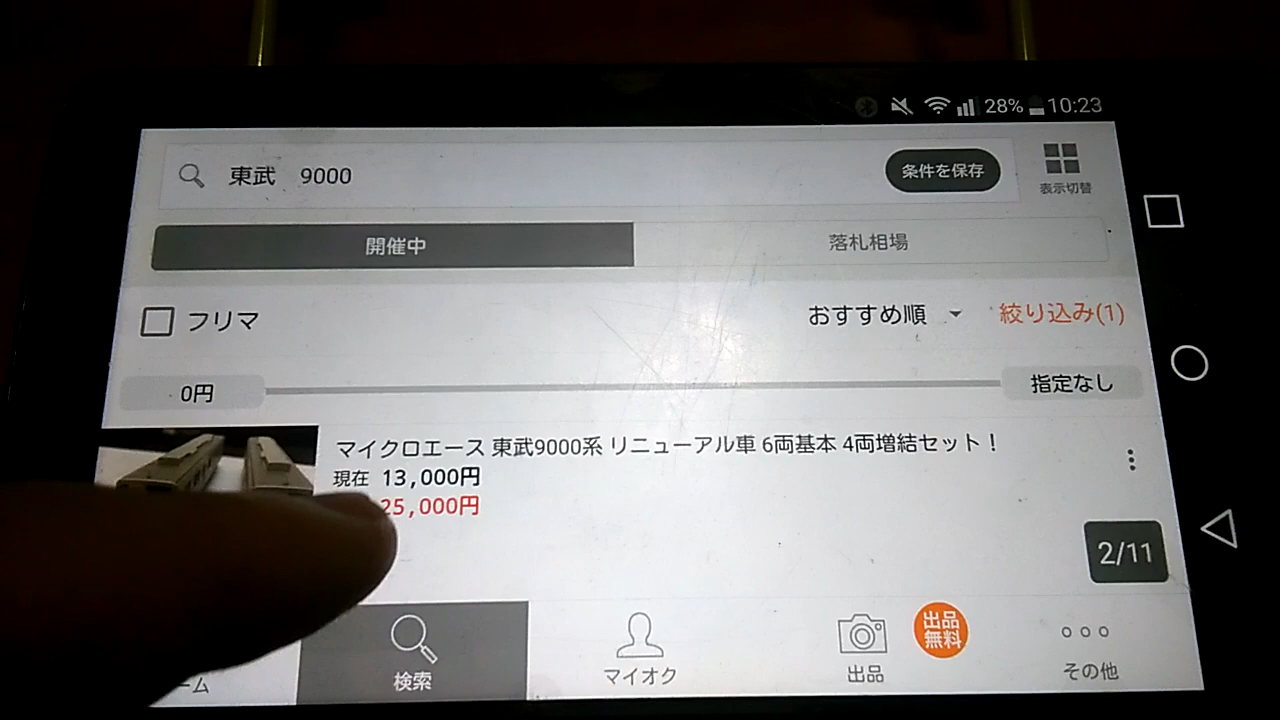 28% 10:23
東武 9000
条件を保存
表示切替
開催中
落札相場
フリマ
おすすめ順
絞り込み(1)
0円
指定なし
マイクロエース 東武9000系 リニューアル車 6両基本 4両増結セット！
現在 13,000円
25,000円
2/11
ーム
検索
マイオク
出品
出品
無料
その他